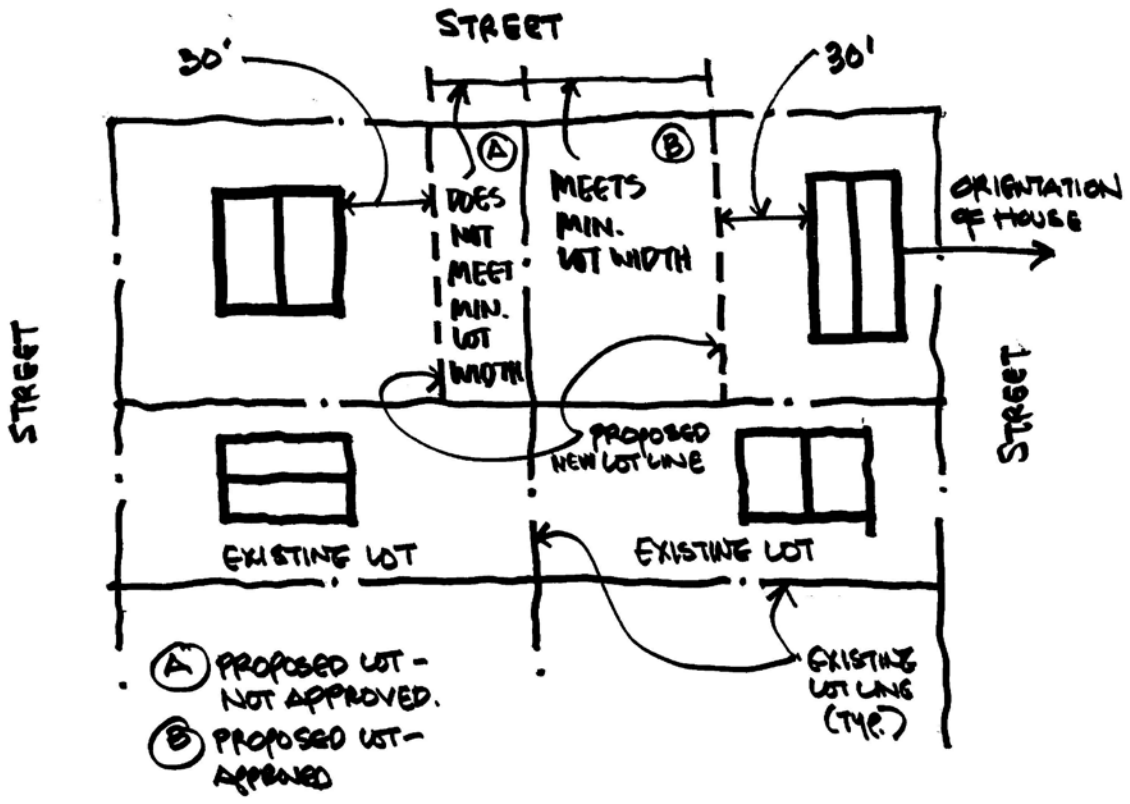 STREET
30'
30'
A
B
DOES
NOT
MEET
MIN.
LOT
WIDTH
MEETS
MIN.
LOT WIDTH
ORIENTATION
OF HOUSE
STREET
STREET
PROPOSED
NEW LOT LINE
EXISTING LOT
EXISTING LOT
A PROPOSED LOT -
NOT APPROVED.
B PROPOSED LOT -
APPROVED
EXISTING
LOT LINE
(TYP.)